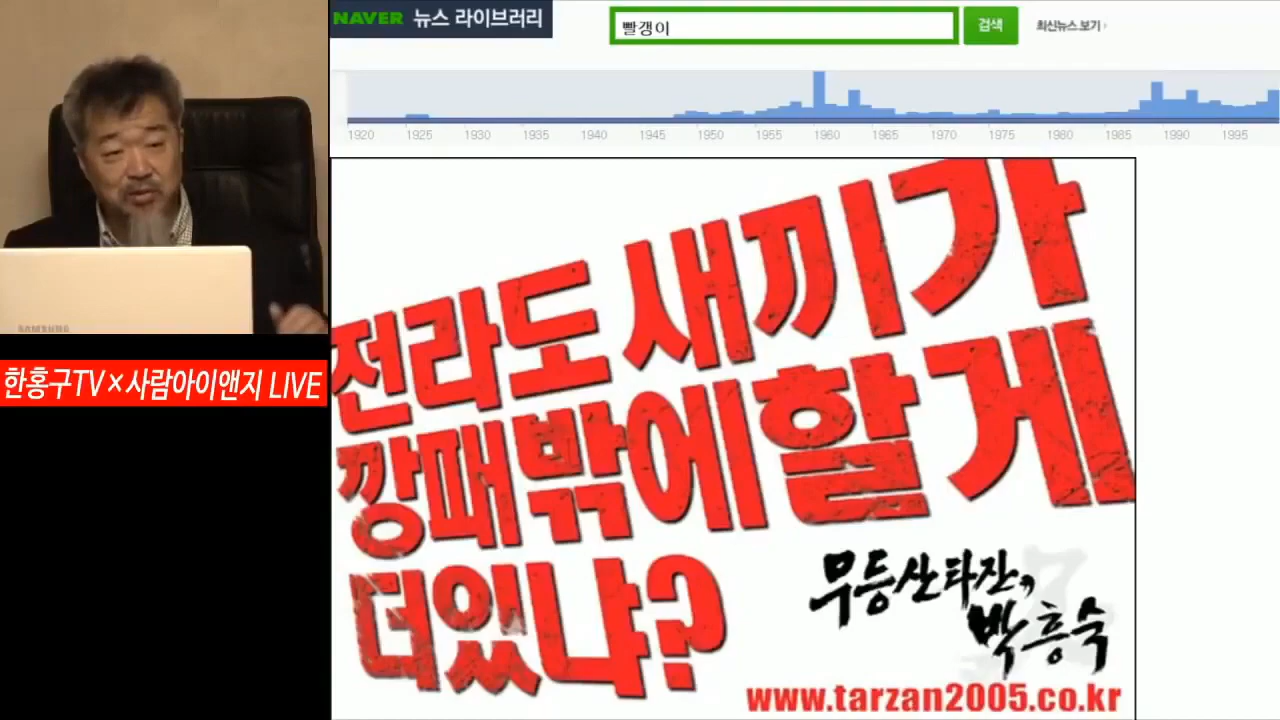 NAVER 뉴스 라이브러리
빨갱이
검색
최신뉴스 보기
1920 1925 1930 1935 1940 1945 1950 1955 1960 1965 1970 1975 1980 1985 1990 1995
SAMSUNG
한홍구TV×사람아이앤지 LIVE
전라도 새끼가
깡패 밖에 할게
더 있냐?
무등산 타잔,
박흥숙
www.tarzan2005.co.kr